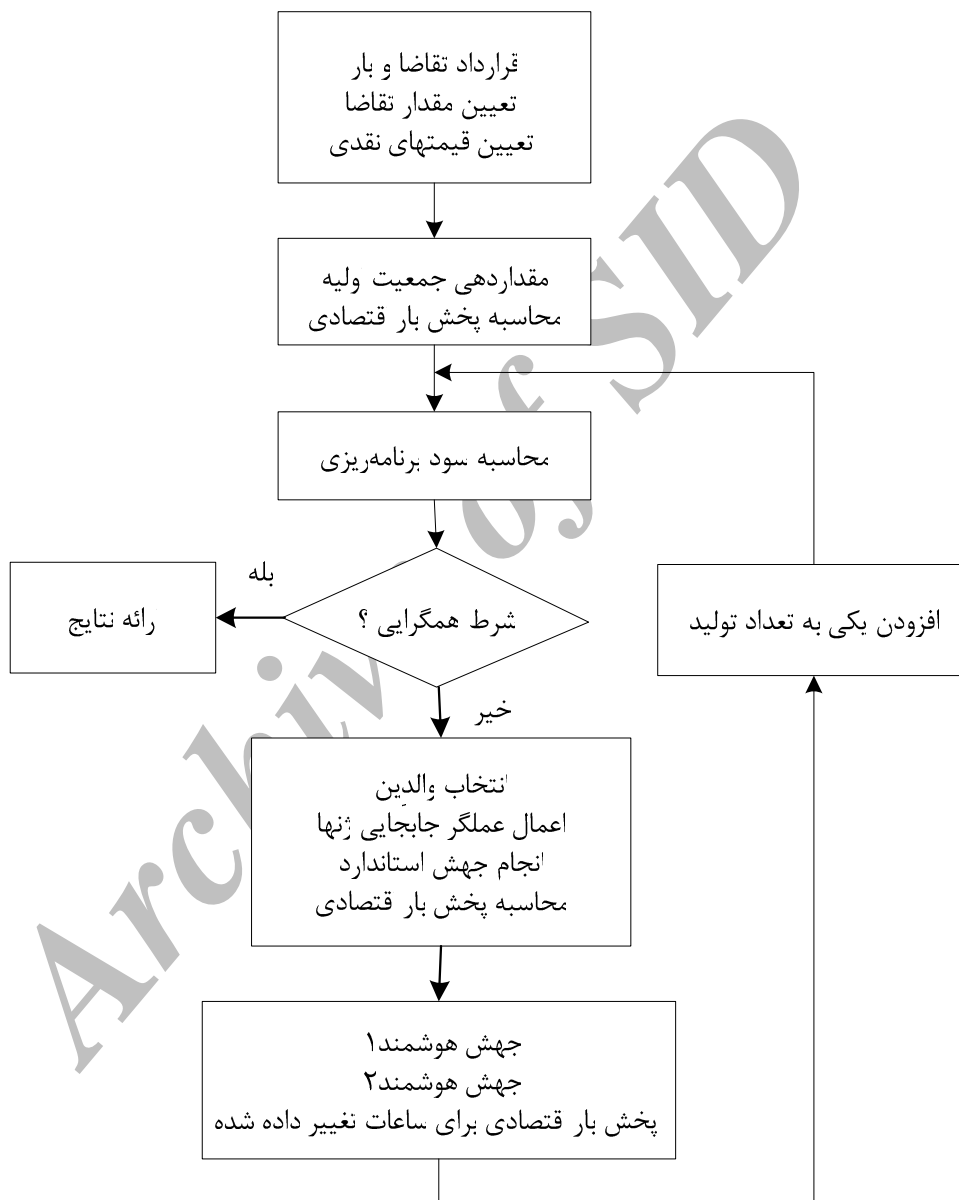 قرارداد تقاضا و بار
تعیین مقدار تقاضا
تعیین قیمتهای نقدی
مقداردهی جمعیت ولیه
محاسبه پخش بار قتصادی
محاسبه سود برنامه‌ریزی
شرط همگرایی ؟
بله
رائه نتایج
افزودن یکی به تعداد تولید
خیر
انتخاب والدین
اعمال عملگر جابجایی ژنها
انجام جهش استاندارد
محاسبه پخش بار قتصادی
جهش هوشمند۱
جهش هوشمند۲
پخش بار قتصادی برای ساعات تغییر داده شده
Archive of SID